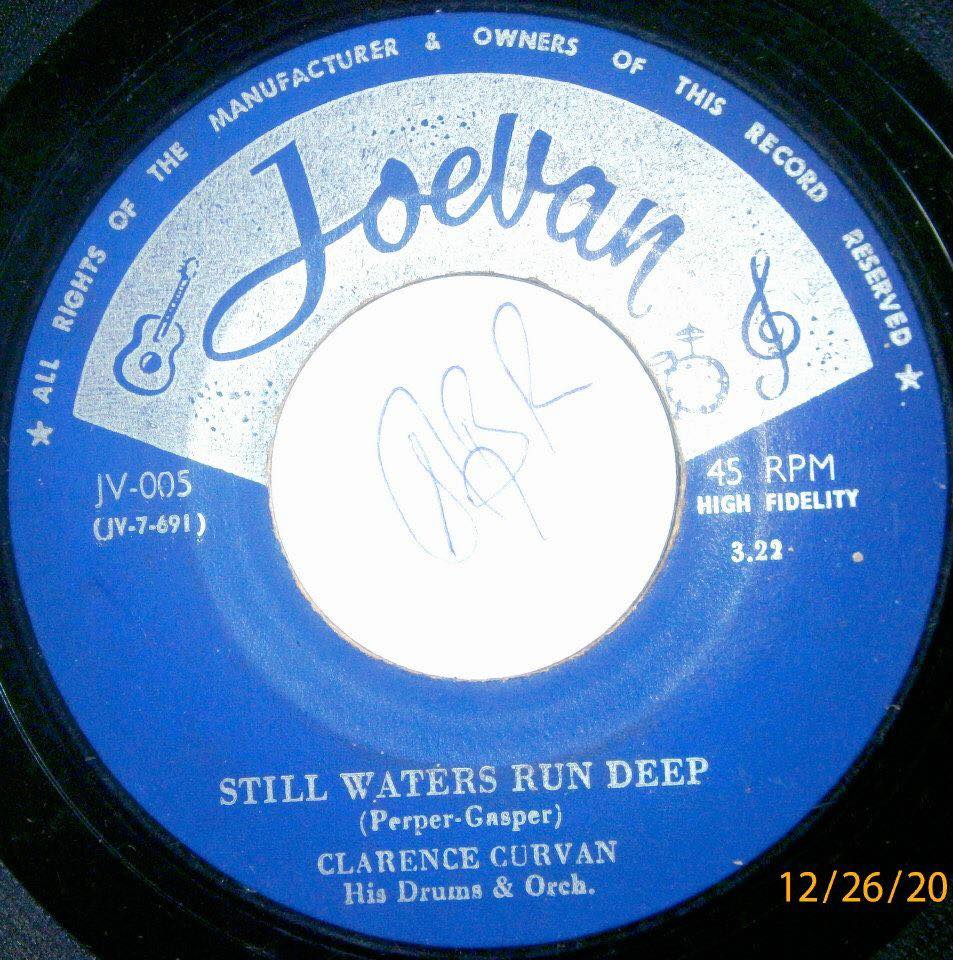 ★ ALL RIGHTS OF THE MANUFACTURER & OWNERS OF THIS RECORD RESERVED ★
Joevan
JV-005
(JV-7-691)
45 RPM
HIGH FIDELITY
3.22
STILL WATERS RUN DEEP
(Perper-Gasper)
CLARENCE CURVAN
His Drums & Orch.
12/26/20